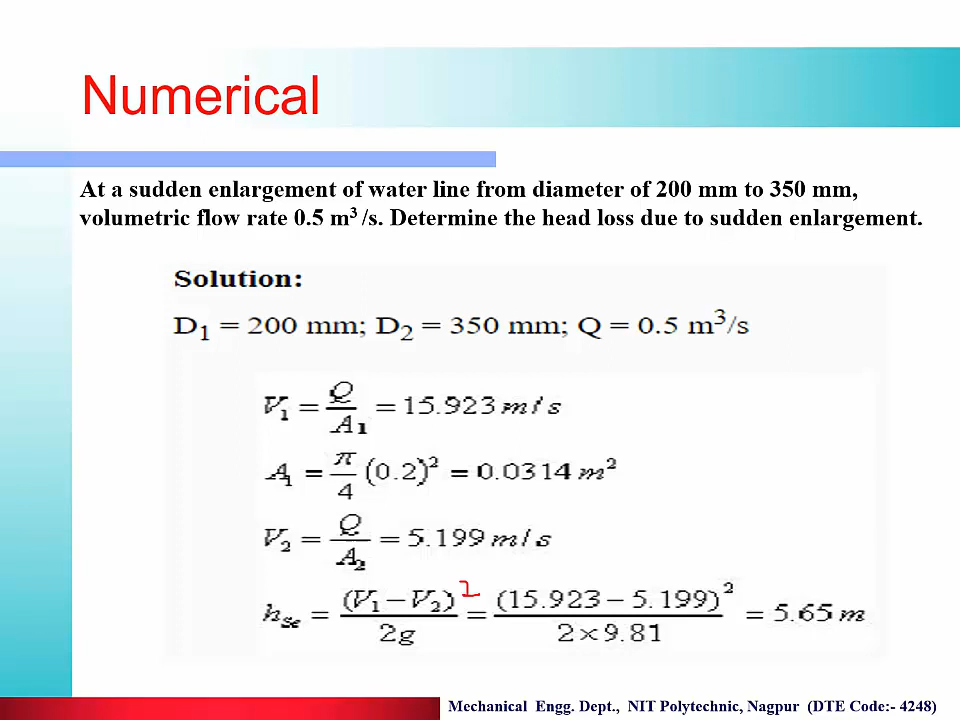 Numerical
At a sudden enlargement of water line from diameter of 200 mm to 350 mm,
volumetric flow rate 0.5 m³ /s. Determine the head loss due to sudden enlargement.
Solution:
D₁ = 200 mm; D₂ = 350 mm; Q = 0.5 m³/s
V₁ = Q/A₁ = 15.923 m/s
A₁ = π/4 (0.2)² = 0.0314 m²
V₂ = Q/A₂ = 5.199 m/s
hₛₑ = (V₁ − V₂)²/2g = (15.923 − 5.199)²/2×9.81 = 5.65 m
Mechanical Engg. Dept., NIT Polytechnic, Nagpur (DTE Code:- 4248)